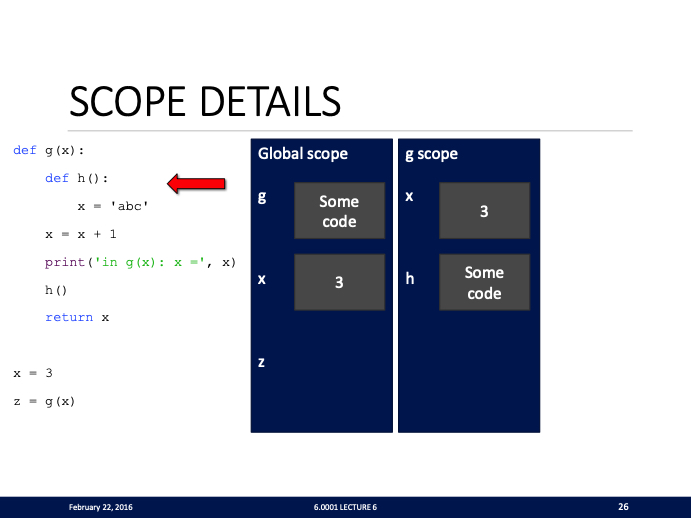 SCOPE DETAILS
def g(x):
    def h():
        x = 'abc'
    x = x + 1
    print('in g(x): x =', x)
    h()
    return x
x = 3
z = g(x)
Global scope
g
Some
code
x
3
z
g scope
x
3
h
Some
code
February 22, 2016
6.0001 LECTURE 6
26